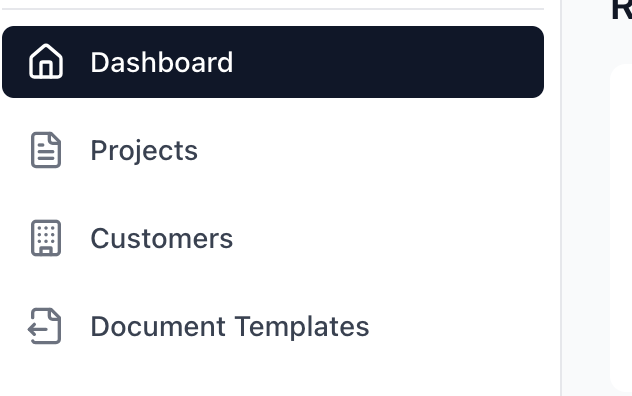 Dashboard
Projects
Customers
Document Templates